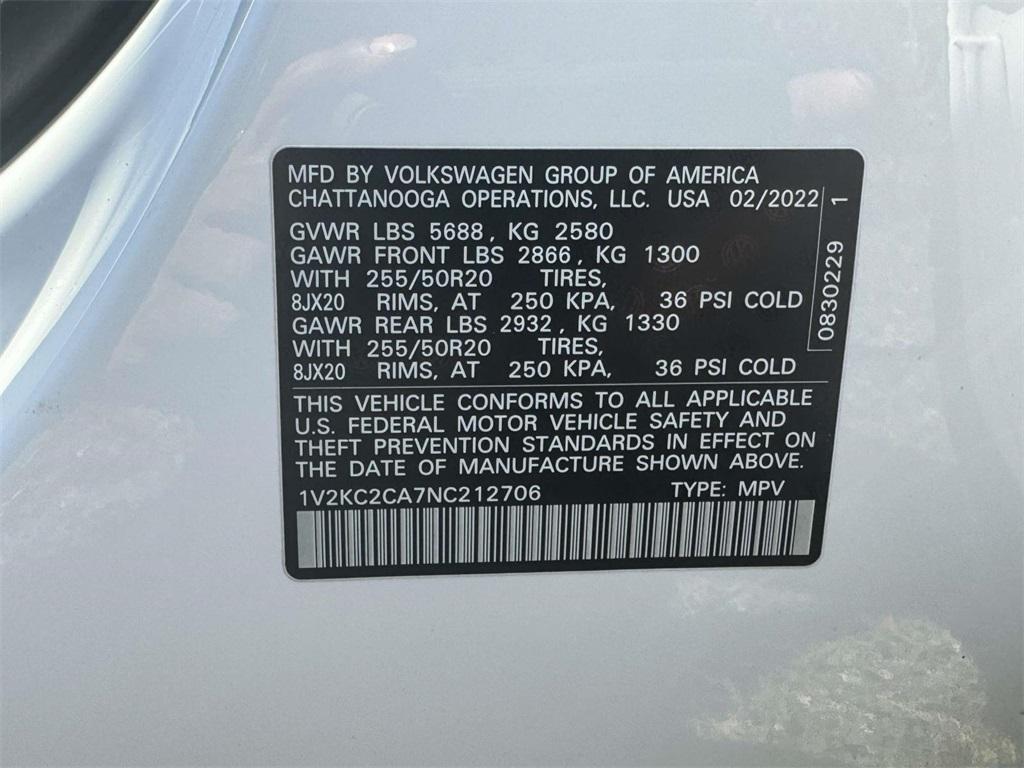 MFD BY VOLKSWAGEN GROUP OF AMERICA
CHATTANOOGA OPERATIONS, LLC. USA 02/2022
GVWR LBS 5688, KG 2580
GAWR FRONT LBS 2866, KG 1300
WITH 255/50R20 TIRES,
8JX20 RIMS, AT 250 KPA, 36 PSI COLD
GAWR REAR LBS 2932, KG 1330
WITH 255/50R20 TIRES,
8JX20 RIMS, AT 250 KPA, 36 PSI COLD
0830229 1
THIS VEHICLE CONFORMS TO ALL APPLICABLE
U.S. FEDERAL MOTOR VEHICLE SAFETY AND
THEFT PREVENTION STANDARDS IN EFFECT ON
THE DATE OF MANUFACTURE SHOWN ABOVE.
1V2KC2CA7NC212706 TYPE: MPV